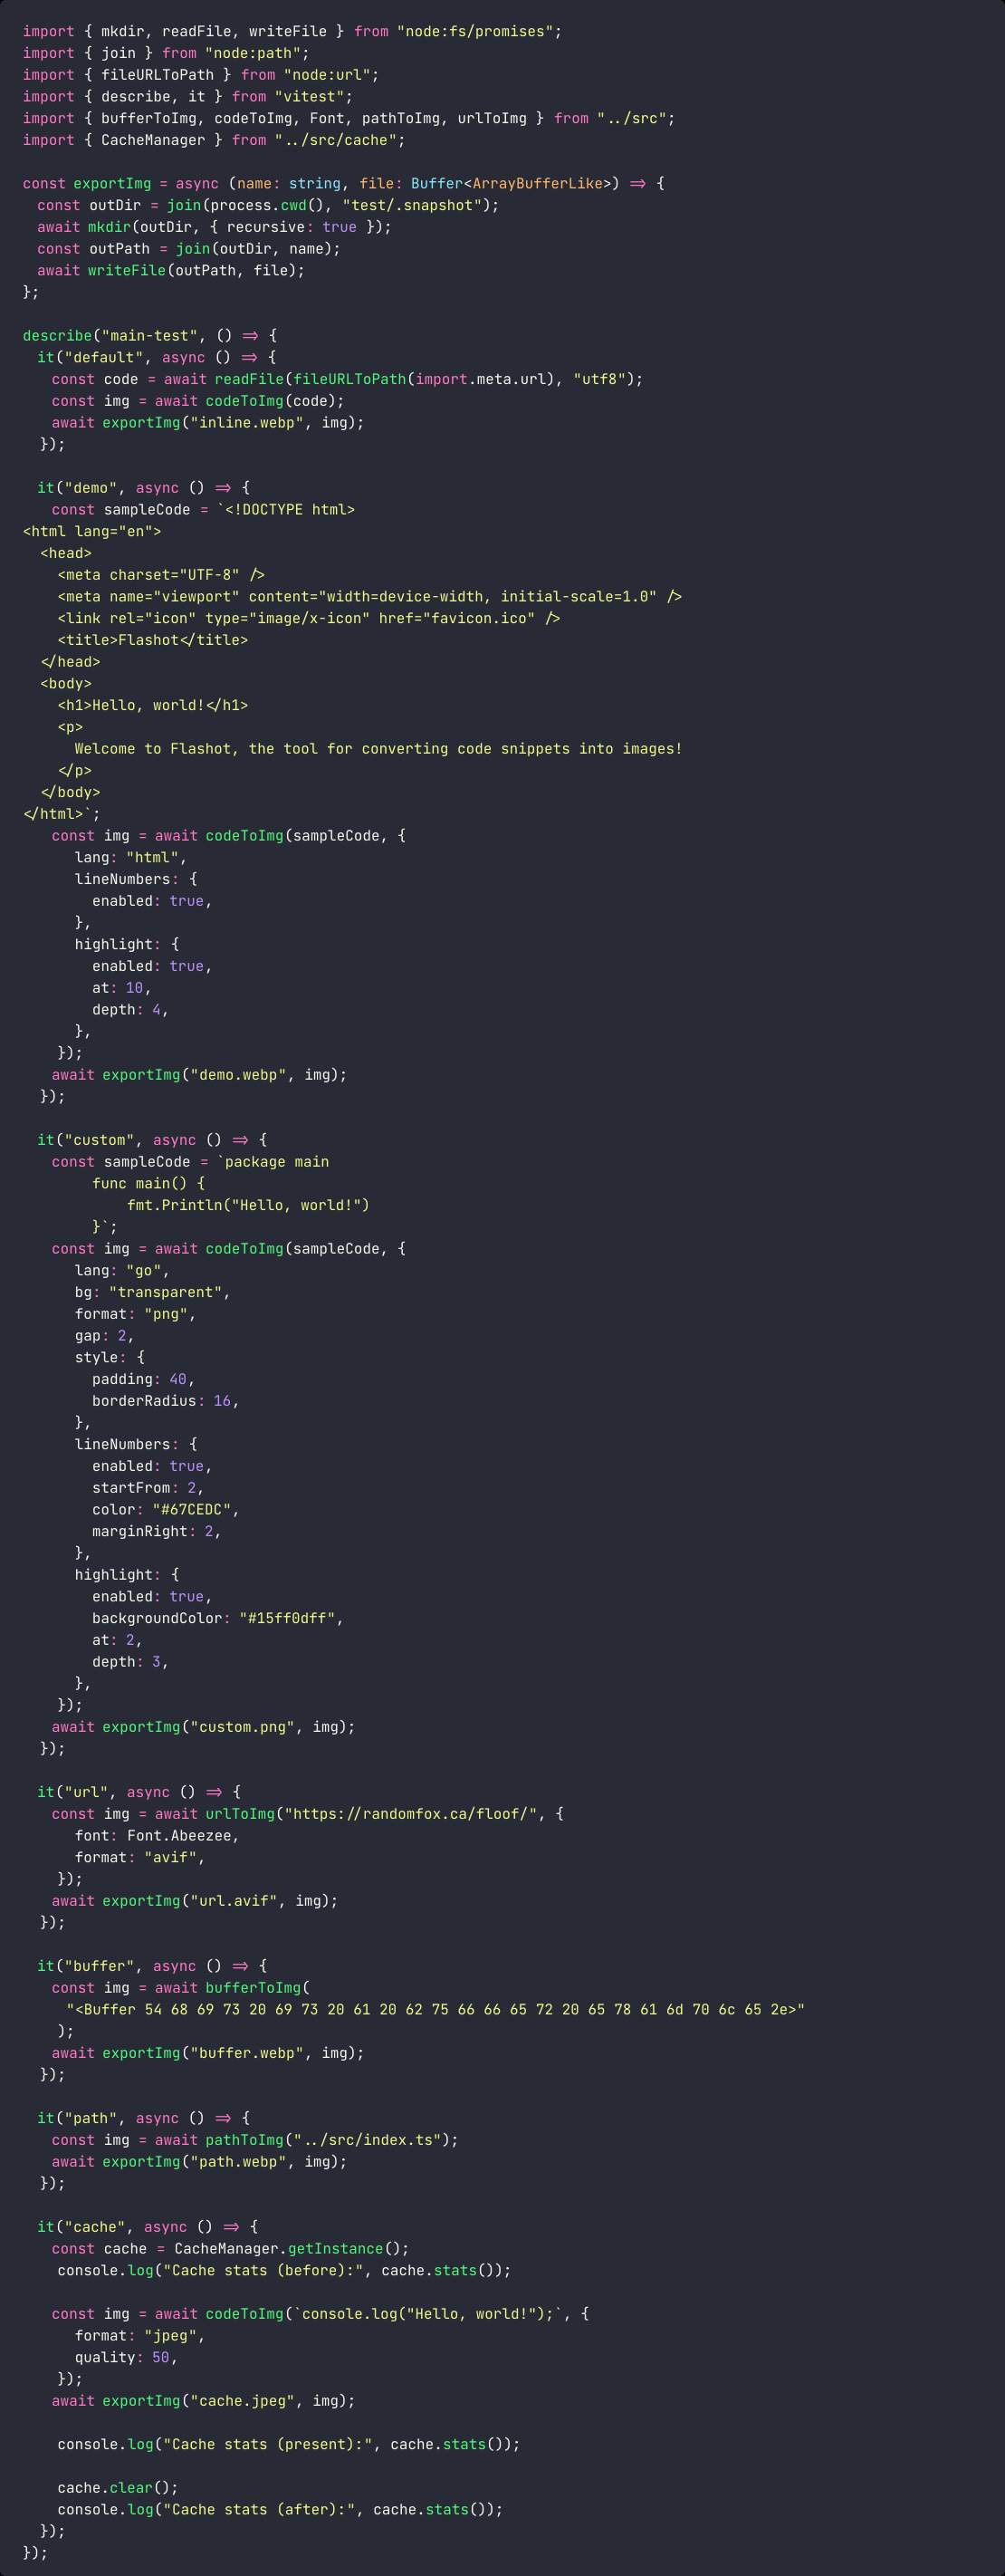 import { mkdir, readFile, writeFile } from "node:fs/promises";
import { join } from "node:path";
import { fileURLToPath } from "node:url";
import { describe, it } from "vitest";
import { bufferToImg, codeToImg, Font, pathToImg, urlToImg } from "../src";
import { CacheManager } from "../src/cache";

const exportImg = async (name: string, file: Buffer<ArrayBufferLike>) => {
  const outDir = join(process.cwd(), "test/.snapshot");
  await mkdir(outDir, { recursive: true });
  const outPath = join(outDir, name);
  await writeFile(outPath, file);
};

describe("main-test", () => {
  it("default", async () => {
    const code = await readFile(fileURLToPath(import.meta.url), "utf8");
    const img = await codeToImg(code);
    await exportImg("inline.webp", img);
  });

  it("demo", async () => {
    const sampleCode = `<!DOCTYPE html>
<html lang="en">
  <head>
    <meta charset="UTF-8" />
    <meta name="viewport" content="width=device-width, initial-scale=1.0" />
    <link rel="icon" type="image/x-icon" href="favicon.ico" />
    <title>Flashot</title>
  </head>
  <body>
    <h1>Hello, world!</h1>
    <p>
      Welcome to Flashot, the tool for converting code snippets into images!
    </p>
  </body>
</html>`;
    const img = await codeToImg(sampleCode, {
      lang: "html",
      lineNumbers: {
        enabled: true,
      },
      highlight: {
        enabled: true,
        at: 10,
        depth: 4,
      },
    });
    await exportImg("demo.webp", img);
  });

  it("custom", async () => {
    const sampleCode = `package main
        func main() {
            fmt.Println("Hello, world!")
        }`;
    const img = await codeToImg(sampleCode, {
      lang: "go",
      bg: "transparent",
      format: "png",
      gap: 2,
      style: {
        padding: 40,
        borderRadius: 16,
      },
      lineNumbers: {
        enabled: true,
        startFrom: 2,
        color: "#67CEDC",
        marginRight: 2,
      },
      highlight: {
        enabled: true,
        backgroundColor: "#15ff0dff",
        at: 2,
        depth: 3,
      },
    });
    await exportImg("custom.png", img);
  });

  it("url", async () => {
    const img = await urlToImg("https://randomfox.ca/floof/", {
      font: Font.Abeezee,
      format: "avif",
    });
    await exportImg("url.avif", img);
  });

  it("buffer", async () => {
    const img = await bufferToImg(
      "<Buffer 54 68 69 73 20 69 73 20 61 20 62 75 66 66 65 72 20 65 78 61 6d 70 6c 65 2e>"
    );
    await exportImg("buffer.webp", img);
  });

  it("path", async () => {
    const img = await pathToImg("../src/index.ts");
    await exportImg("path.webp", img);
  });

  it("cache", async () => {
    const cache = CacheManager.getInstance();
    console.log("Cache stats (before):", cache.stats());

    const img = await codeToImg(`console.log("Hello, world!");`, {
      format: "jpeg",
      quality: 50,
    });
    await exportImg("cache.jpeg", img);

    console.log("Cache stats (present):", cache.stats());

    cache.clear();
    console.log("Cache stats (after):", cache.stats());
  });
});